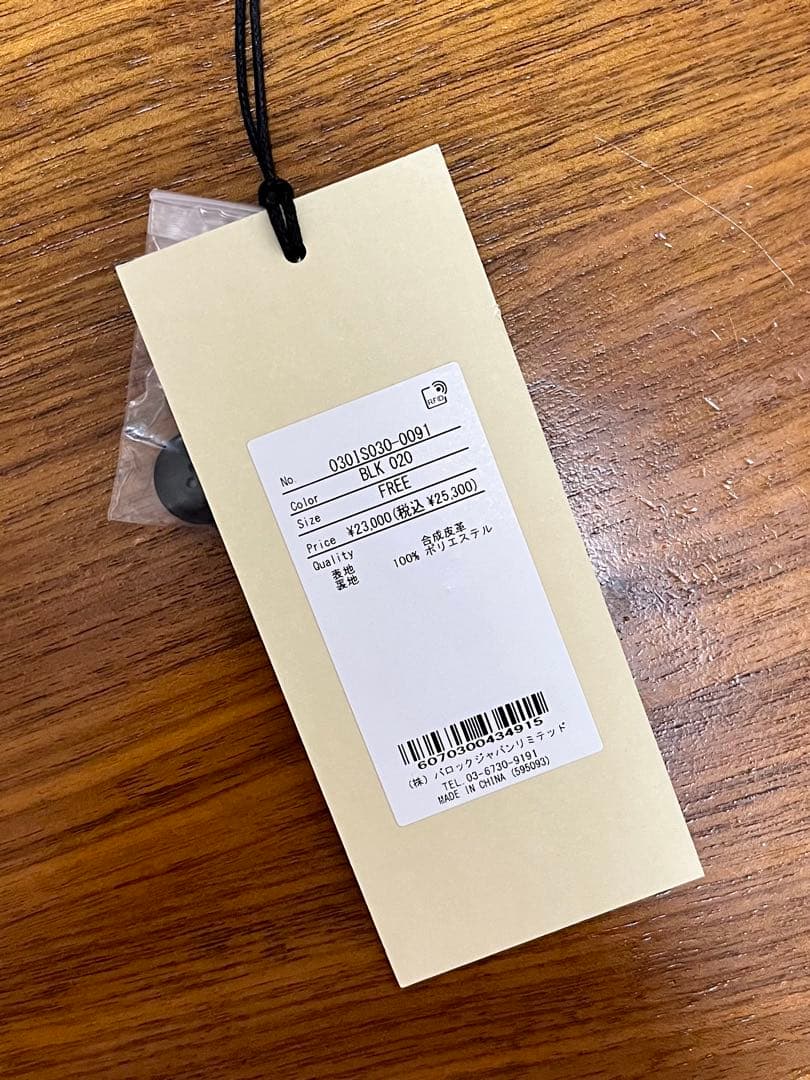 RFID
No. 030IS030-0091
Color BLK 020
Size FREE
Price ¥23,000(税込 ¥25,300)
Quality
表地 合成皮革
裏地 100% ポリエステル
6070300434915
(株) バロックジャパンリミテッド
TEL.03-6730-9191
MADE IN CHINA (595093)